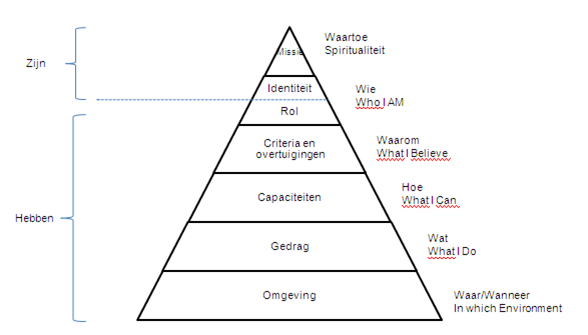 Waartoe
Spiritualiteit
Missie
Zijn
Identiteit
Wie
Who I AM
Rol
Criteria en
overtuigingen
Waarom
What I Believe
Capaciteiten
Hoe
What I Can
Hebben
Gedrag
Wat
What I Do
Omgeving
Waar/Wanneer
In which Environment